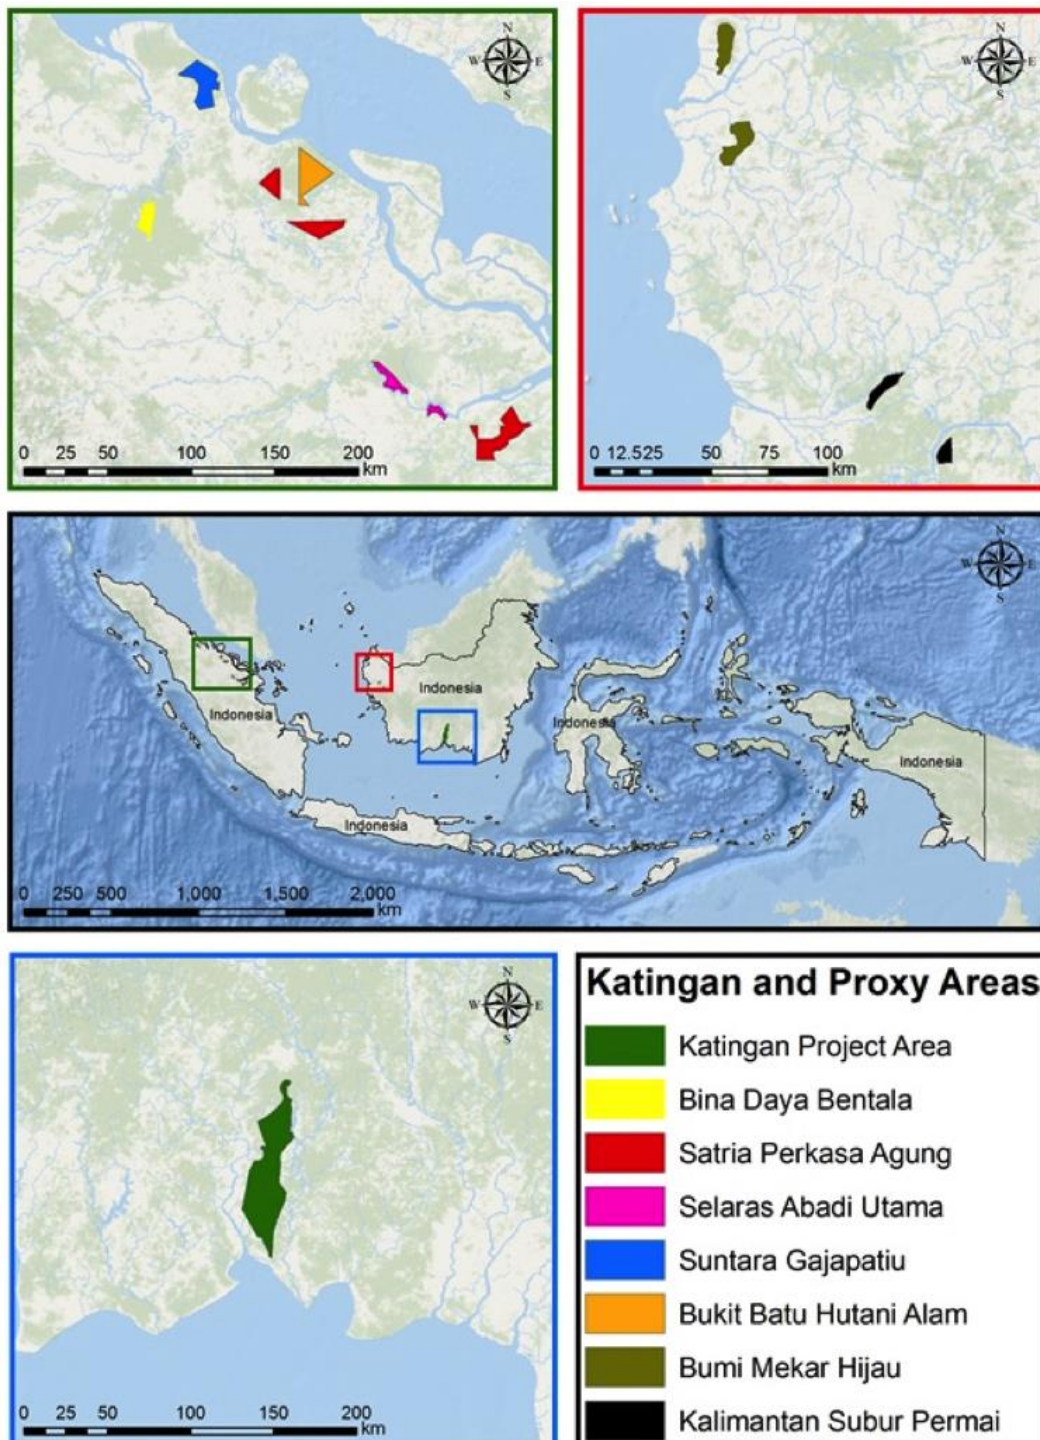 N
W E
S
0 25 50 100 150 200
km
N
W E
S
0 12.525 50 75 100
km
N
W E
S
Indonesia
Indonesia
Indonesia
Indonesia
Indonesia
0 250 500 1,000 1,500 2,000
km
N
W E
S
0 25 50 100 150 200
km
Katingan and Proxy Areas
Katingan Project Area
Bina Daya Bentala
Satria Perkasa Agung
Selaras Abadi Utama
Suntara Gajapatiu
Bukit Batu Hutani Alam
Bumi Mekar Hijau
Kalimantan Subur Permai